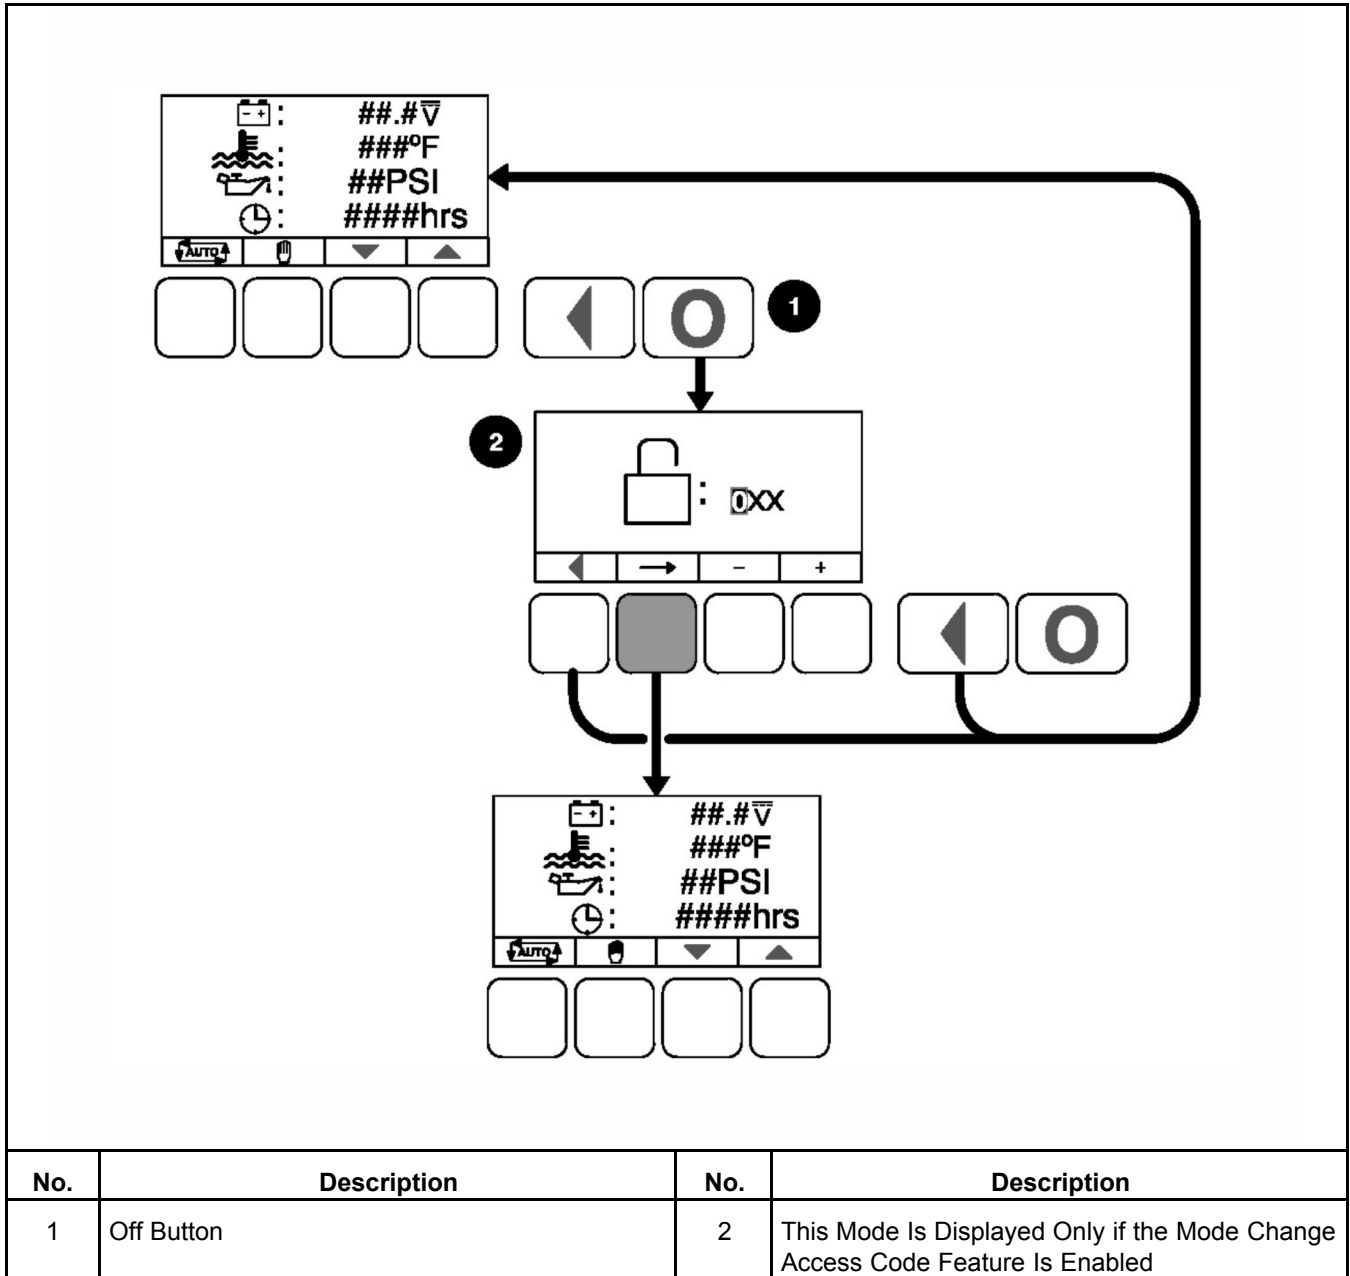 ##.#V
###ºF
##PSI
####hrs
AUTO
O
1
2
: 0XX
- +
O
##.#V
###ºF
##PSI
####hrs
AUTO
No. Description No. Description
1 Off Button 2 This Mode Is Displayed Only if the Mode Change
Access Code Feature Is Enabled